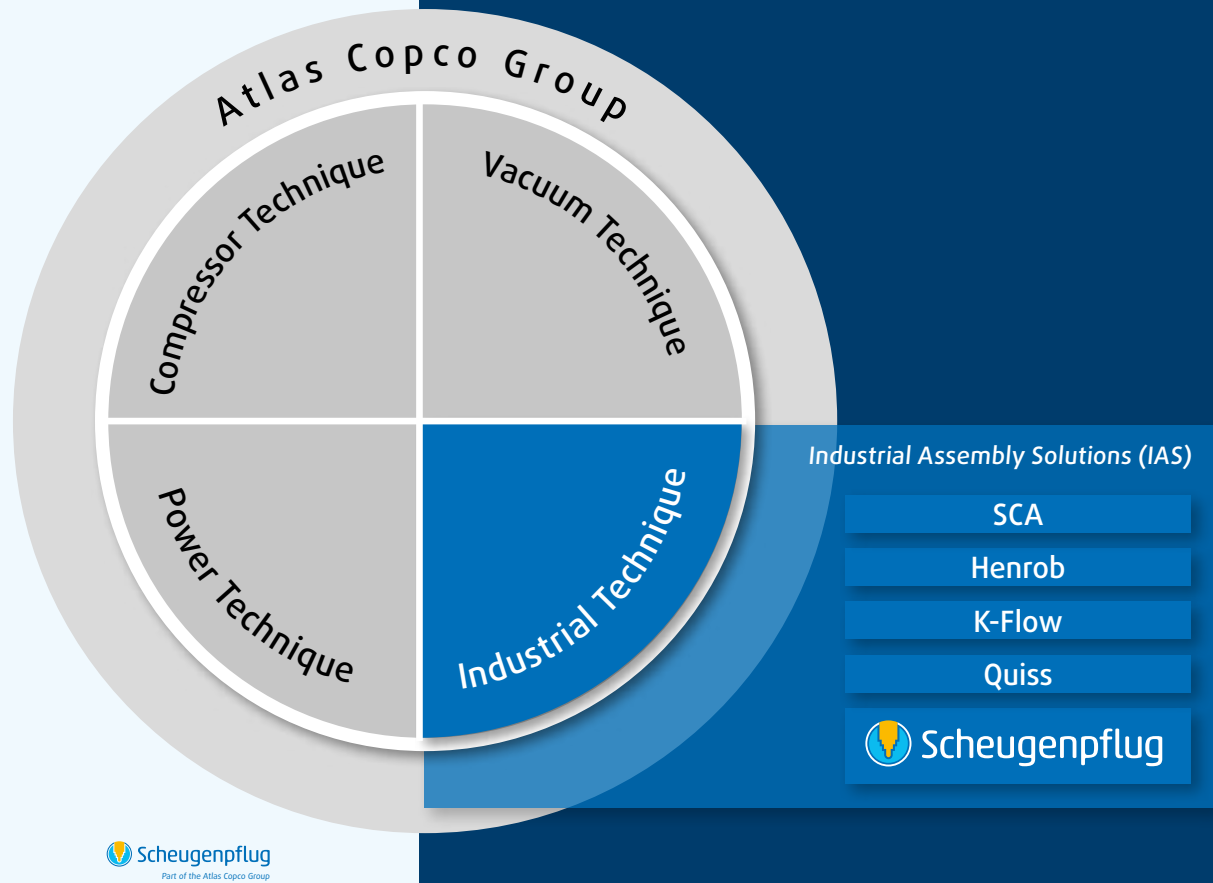 Atlas Copco Group
Compressor Technique
Vacuum Technique
Power Technique
Industrial Technique
Industrial Assembly Solutions (IAS)
SCA
Henrob
K-Flow
Quiss
Scheugenpflug
Scheugenpflug
Part of the Atlas Copco Group